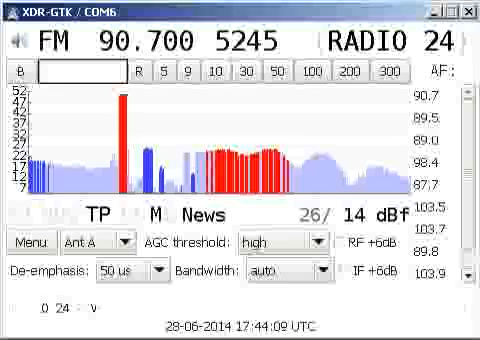 XDR-GTK / COM6
FM 90.700 5245 RADIO 24
B R 5 9 10 30 50 100 200 300 AF:
52
47
42
37
32
27
22
17
12
7
90.7
89.5
89.0
98.4
87.7
103.5
103.7
89.8
103.9
TP M News 26/ 14 dBf
Menu Ant A AGC threshold: high RF +6dB
De-emphasis: 50 us Bandwidth: auto IF +6dB
O 24 - V
28-06-2014 17:44:09 UTC